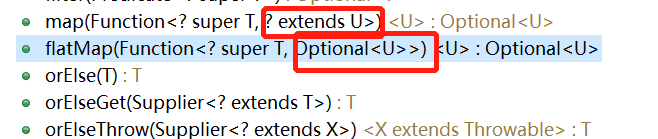 map(Function<? super T, ? extends U>) <U> : Optional<U>
flatMap(Function<? super T, Optional<U>>) <U> : Optional<U>
orElse(T) : T
orElseGet(Supplier<? extends T>) : T
orElseThrow(Supplier<? extends X>) <X extends Throwable> : T